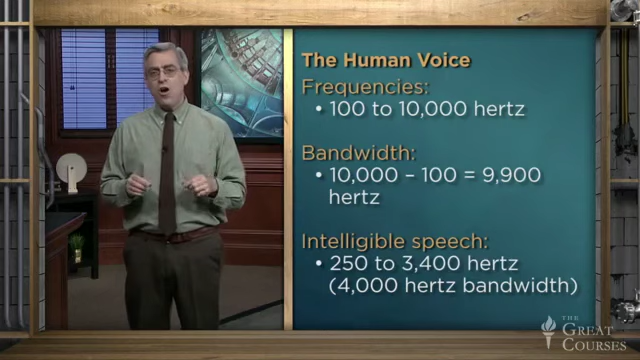 The Human Voice
Frequencies:
• 100 to 10,000 hertz
Bandwidth:
• 10,000 – 100 = 9,900
hertz
Intelligible speech:
• 250 to 3,400 hertz
(4,000 hertz bandwidth)
THE
GREAT
COURSES